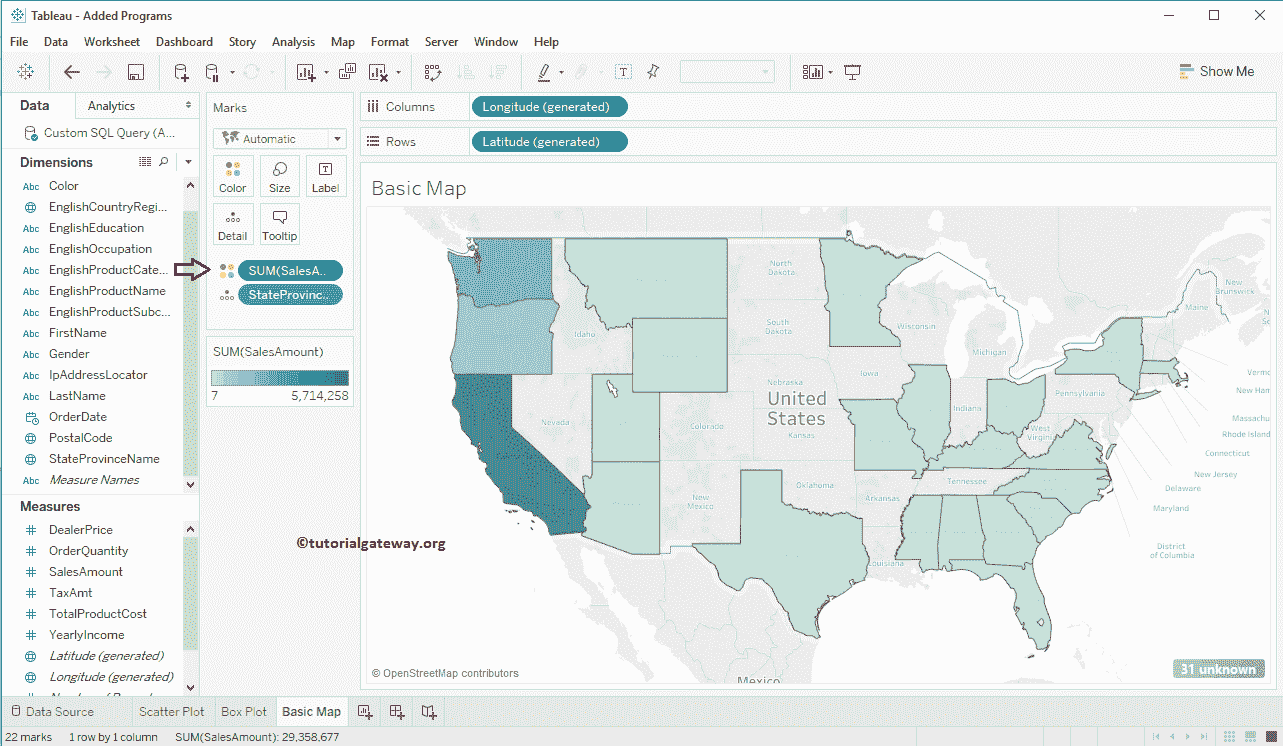 Tableau - Added Programs
File Data Worksheet Dashboard Story Analysis Map Format Server Window Help
Show Me
Data Analytics
Custom SQL Query (A...
Dimensions
Abc Color
EnglishCountryRegi...
Abc EnglishEducation
Abc EnglishOccupation
Abc EnglishProductCate...
Abc EnglishProductName
Abc EnglishProductSubc...
Abc FirstName
Abc Gender
Abc IpAddressLocator
Abc LastName
OrderDate
PostalCode
StateProvinceName
Abc Measure Names
Measures
# DealerPrice
# OrderQuantity
# SalesAmount
# TaxAmt
# TotalProductCost
# YearlyIncome
Latitude (generated)
Longitude (generated)
Marks
Automatic
Color Size Label
Detail Tooltip
SUM(SalesA..
StateProvinc..
SUM(SalesAmount)
7 5,714,258
Columns Longitude (generated)
Rows Latitude (generated)
Basic Map
North
Dakota
South
Dakota
Idaho
Wisconsin
Michigan
Maine
New
Brunswick
Iowa
Nebraska
United
States
Kansas
Nevada
Colorado
Indiana
Pennsylvania
West
Virginia
New
Mexico
Oklahoma
Arkansas
Tennessee
Louisiana
Vermo
New Ham
Massachu
Rhode Island
Connecticut
New Jersey
Delaware
Maryland
District
of Columbia
Mexico
©tutorialgateway.org
© OpenStreetMap contributors
31 unknown
Data Source Scatter Plot Box Plot Basic Map
22 marks 1 row by 1 column SUM(SalesAmount): 29,358,677